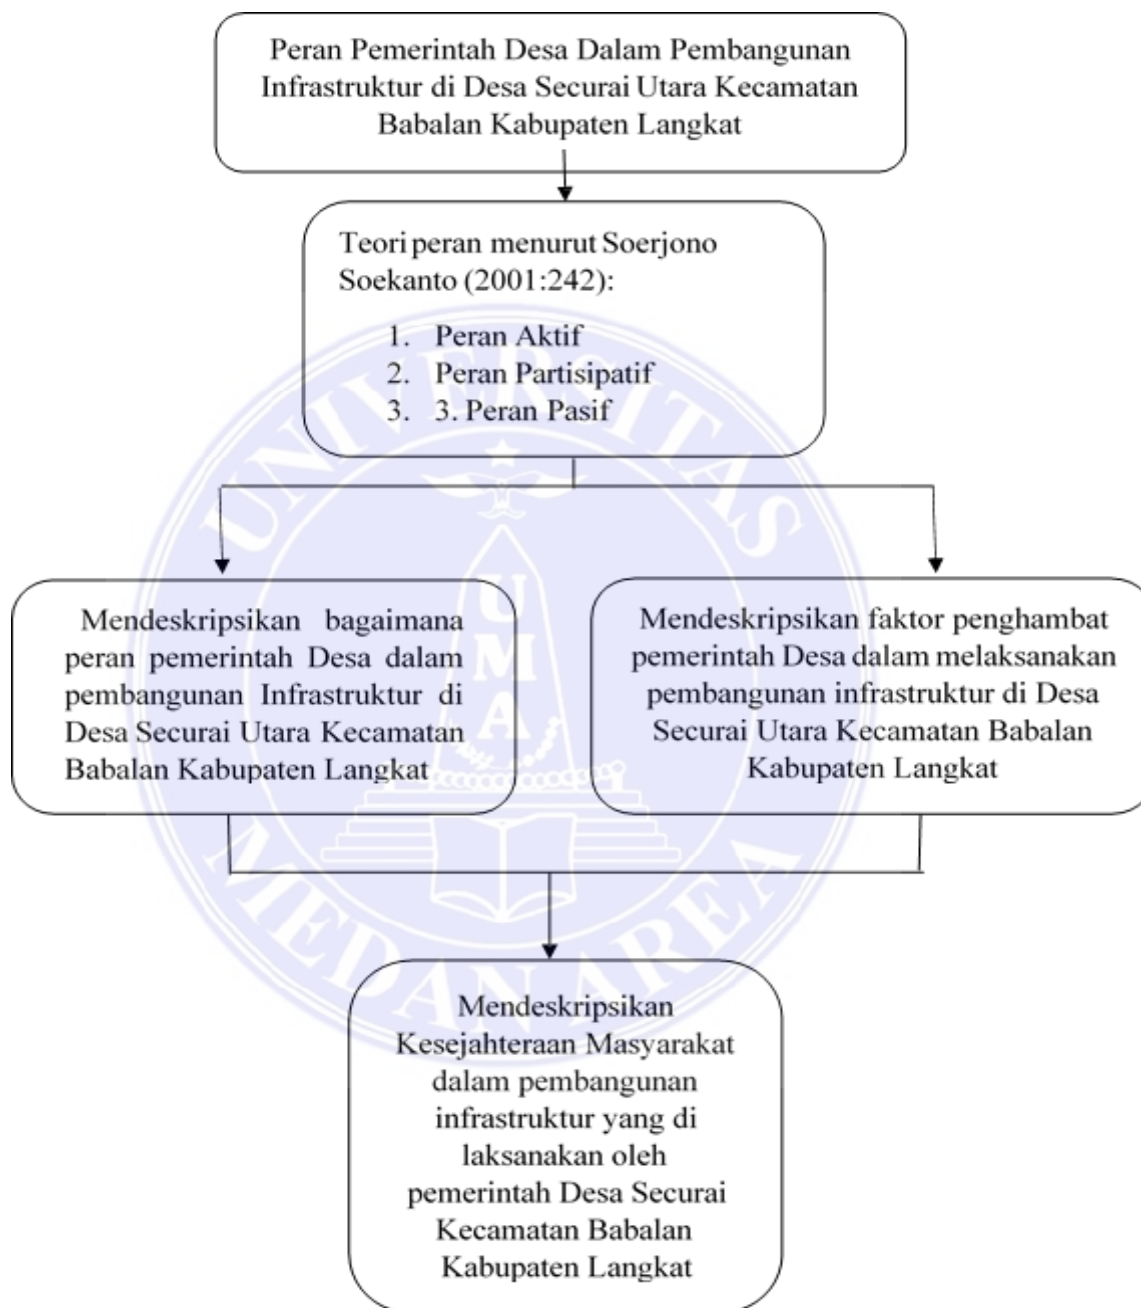 Peran Pemerintah Desa Dalam Pembangunan
Infrastruktur di Desa Securai Utara Kecamatan
Babalan Kabupaten Langkat
Teori peran menurut Soerjono
Soekanto (2001:242):
1. Peran Aktif
2. Peran Partisipatif
3. 3. Peran Pasif
Mendeskripsikan bagaimana
peran pemerintah Desa dalam
pembangunan Infrastruktur di
Desa Securai Utara Kecamatan
Babalan Kabupaten Langkat
Mendeskripsikan faktor penghambat
pemerintah Desa dalam melaksanakan
pembangunan infrastruktur di Desa
Securai Utara Kecamatan Babalan
Kabupaten Langkat
Mendeskripsikan
Kesejahteraan Masyarakat
dalam pembangunan
infrastruktur yang di
laksanakan oleh
pemerintah Desa Securai
Kecamatan Babalan
Kabupaten Langkat
UNIVERSITAS
UMA
MEDAN AREA